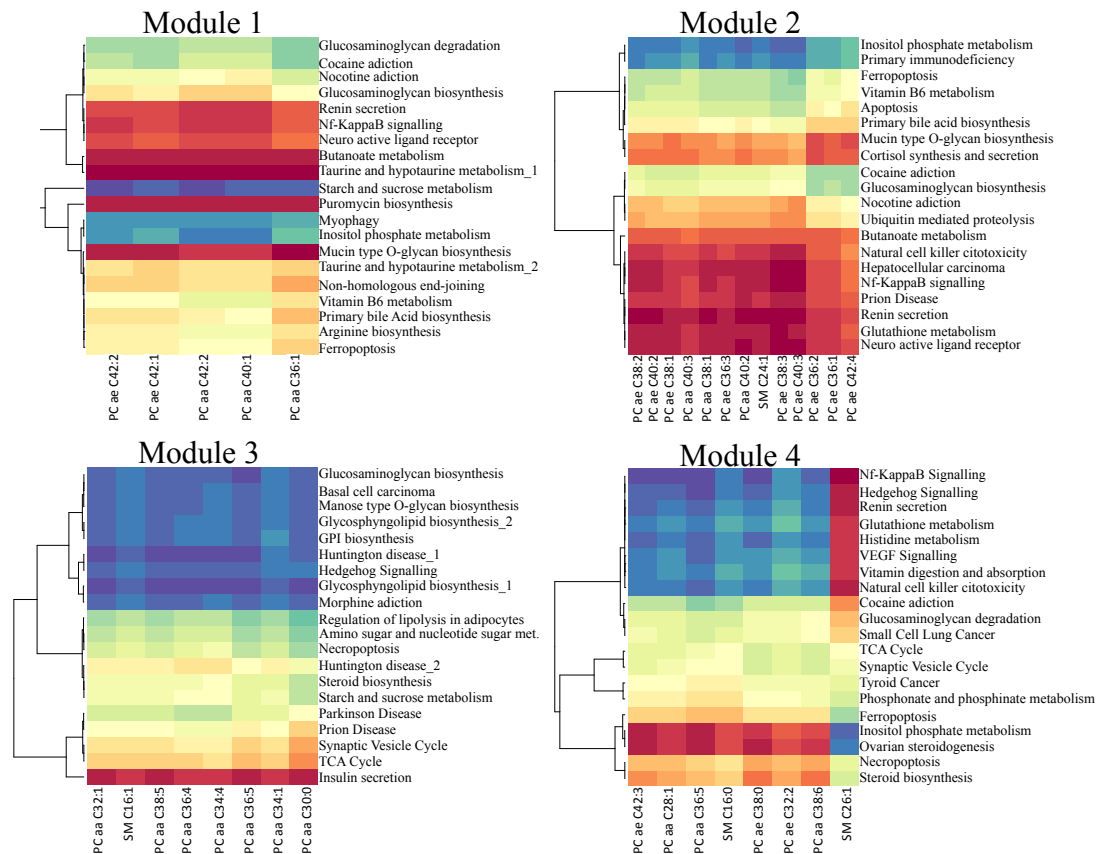 Module 1
Glucosaminoglycan degradation
Cocaine adiction
Nocotine adiction
Glucosaminoglycan biosynthesis
Renin secretion
Nf-KappaB signalling
Neuro active ligand receptor
Butanoate metabolism
Taurine and hypotaurine metabolism_1
Starch and sucrose metabolism
Puromycin biosynthesis
Myophagy
Inositol phosphate metabolism
Mucin type O-glycan biosynthesis
Taurine and hypotaurine metabolism_2
Non-homologous end-joining
Vitamin B6 metabolism
Primary bile Acid biosynthesis
Arginine biosynthesis
Ferropoptosis
PC ae C42:2
PC ae C42:1
PC aa C42:2
PC aa C40:1
PC aa C36:1
Module 2
Inositol phosphate metabolism
Primary immunodeficiency
Ferropoptosis
Vitamin B6 metabolism
Apoptosis
Primary bile acid biosynthesis
Mucin type O-glycan biosynthesis
Cortisol synthesis and secretion
Cocaine adiction
Glucosaminoglycan biosynthesis
Nocotine adiction
Ubiquitin mediated proteolysis
Butanoate metabolism
Natural cell killer citotoxicity
Hepatocellular carcinoma
Nf-KappaB signalling
Prion Disease
Renin secretion
Glutathione metabolism
Neuro active ligand receptor
PC ae C38:2
PC ae C40:2
PC ae C38:1
PC aa C40:3
PC aa C38:1
PC ae C36:3
PC aa C40:2
SM C24:1
PC ae C38:3
PC ae C40:3
PC ae C36:2
PC ae C36:1
PC ae C42:4
Module 3
Glucosaminoglycan biosynthesis
Basal cell carcinoma
Manose type O-glycan biosynthesis
Glycosphyngolipid biosynthesis_2
GPI biosynthesis
Huntington disease_1
Hedgehog Signalling
Glycosphyngolipid biosynthesis_1
Morphine adiction
Regulation of lipolysis in adipocytes
Amino sugar and nucleotide sugar met.
Necropoptosis
Huntington disease_2
Steroid biosynthesis
Starch and sucrose metabolism
Parkinson Disease
Prion Disease
Synaptic Vesicle Cycle
TCA Cycle
Insulin secretion
PC aa C32:1
SM C16:1
PC aa C38:5
PC aa C36:4
PC aa C34:4
PC aa C36:5
PC aa C34:1
PC aa C30:0
Module 4
Nf-KappaB Signalling
Hedgehog Signalling
Renin secretion
Glutathione metabolism
Histidine metabolism
VEGF Signalling
Vitamin digestion and absorption
Natural cell killer citotoxicity
Cocaine adiction
Glucosaminoglycan degradation
Small Cell Lung Cancer
TCA Cycle
Synaptic Vesicle Cycle
Tyroid Cancer
Phosphonate and phosphinate metabolism
Ferropoptosis
Inositol phosphate metabolism
Ovarian steroidogenesis
Necropoptosis
Steroid biosynthesis
PC ae C42:3
PC aa C28:1
PC aa C36:5
SM C16:0
PC ae C38:0
PC ae C32:2
PC aa C38:6
SM C26:1